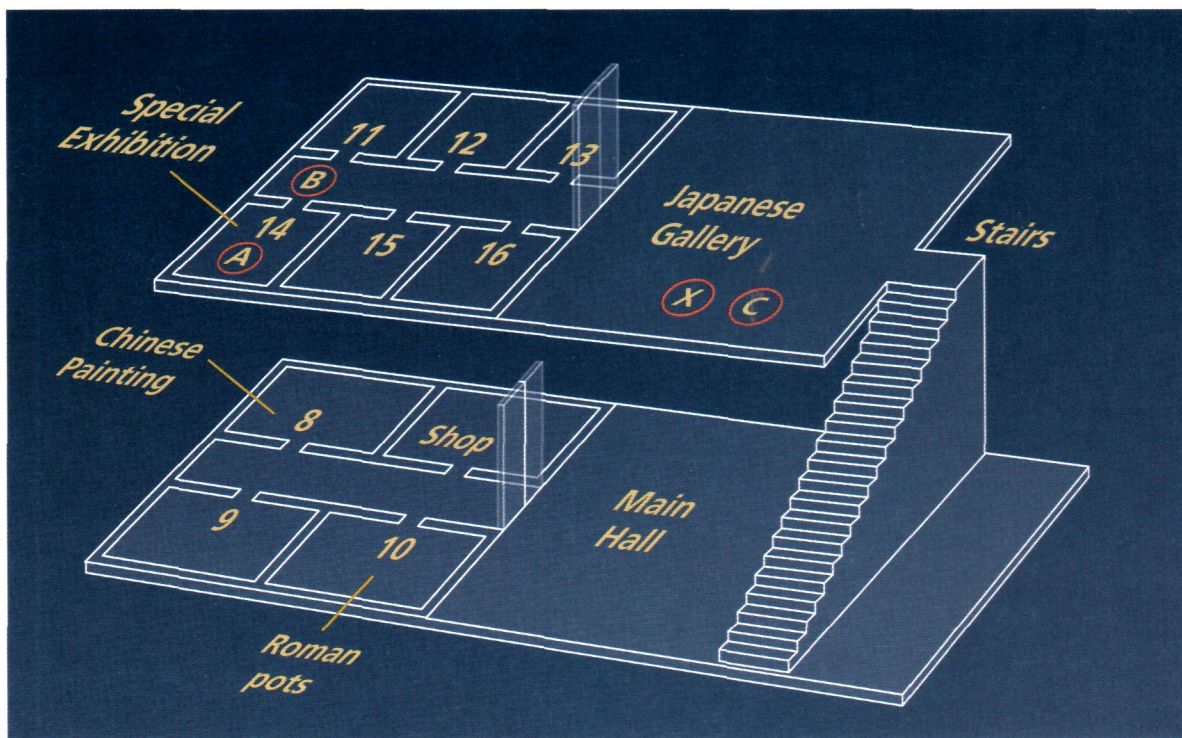 Special
Exhibition
11
12
13
B
14
A
15
16
Japanese
Gallery
X
C
Stairs
Chinese
Painting
8
Shop
9
10
Main
Hall
Roman
pots